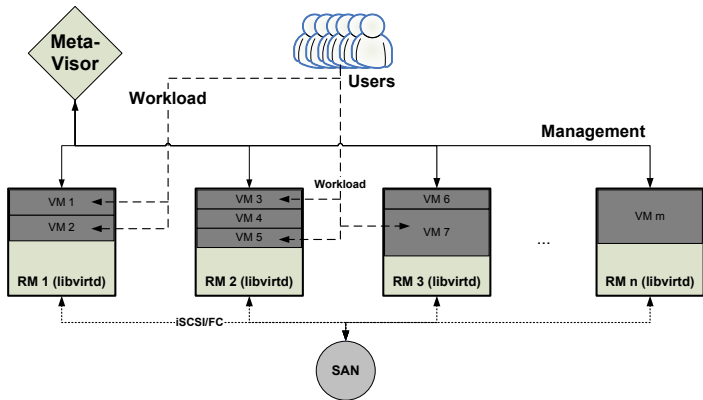 Meta-
Visor
Users
Workload
Management
Workload
VM 1
VM 2
RM 1 (libvirtd)
VM 3
VM 4
VM 5
RM 2 (libvirtd)
VM 6
VM 7
RM 3 (libvirtd)
...
VM m
RM n (libvirtd)
iSCSI/FC
SAN